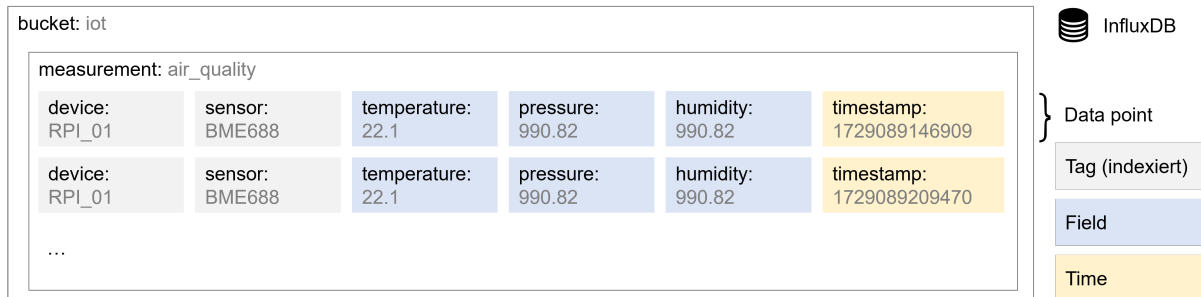 bucket: iot
InfluxDB
measurement: air_quality
device: sensor: temperature: pressure: humidity: timestamp:
RPI_01 BME688 22.1 990.82 990.82 1729089146909
Data point
device: sensor: temperature: pressure: humidity: timestamp:
RPI_01 BME688 22.1 990.82 990.82 1729089209470
...
Tag (indexiert)
Field
Time